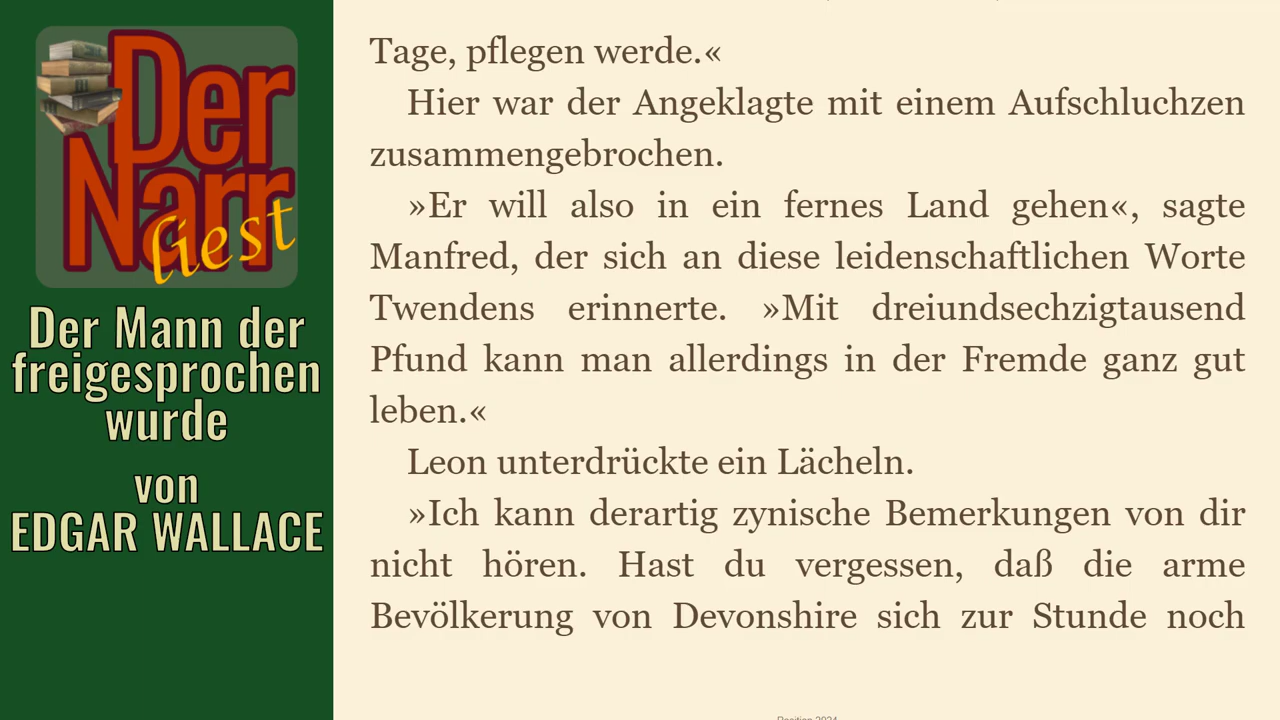 Der
Narr
liest
Der Mann der
freigesprochen
wurde
von
EDGAR WALLACE
Tage, pflegen werde.«
Hier war der Angeklagte mit einem Aufschluchzen
zusammengebrochen.
»Er will also in ein fernes Land gehen«, sagte
Manfred, der sich an diese leidenschaftlichen Worte
Twendens erinnerte. »Mit dreiundsechzigtausend
Pfund kann man allerdings in der Fremde ganz gut
leben.«
Leon unterdrückte ein Lächeln.
»Ich kann derartig zynische Bemerkungen von dir
nicht hören. Hast du vergessen, daß die arme
Bevölkerung von Devonshire sich zur Stunde noch